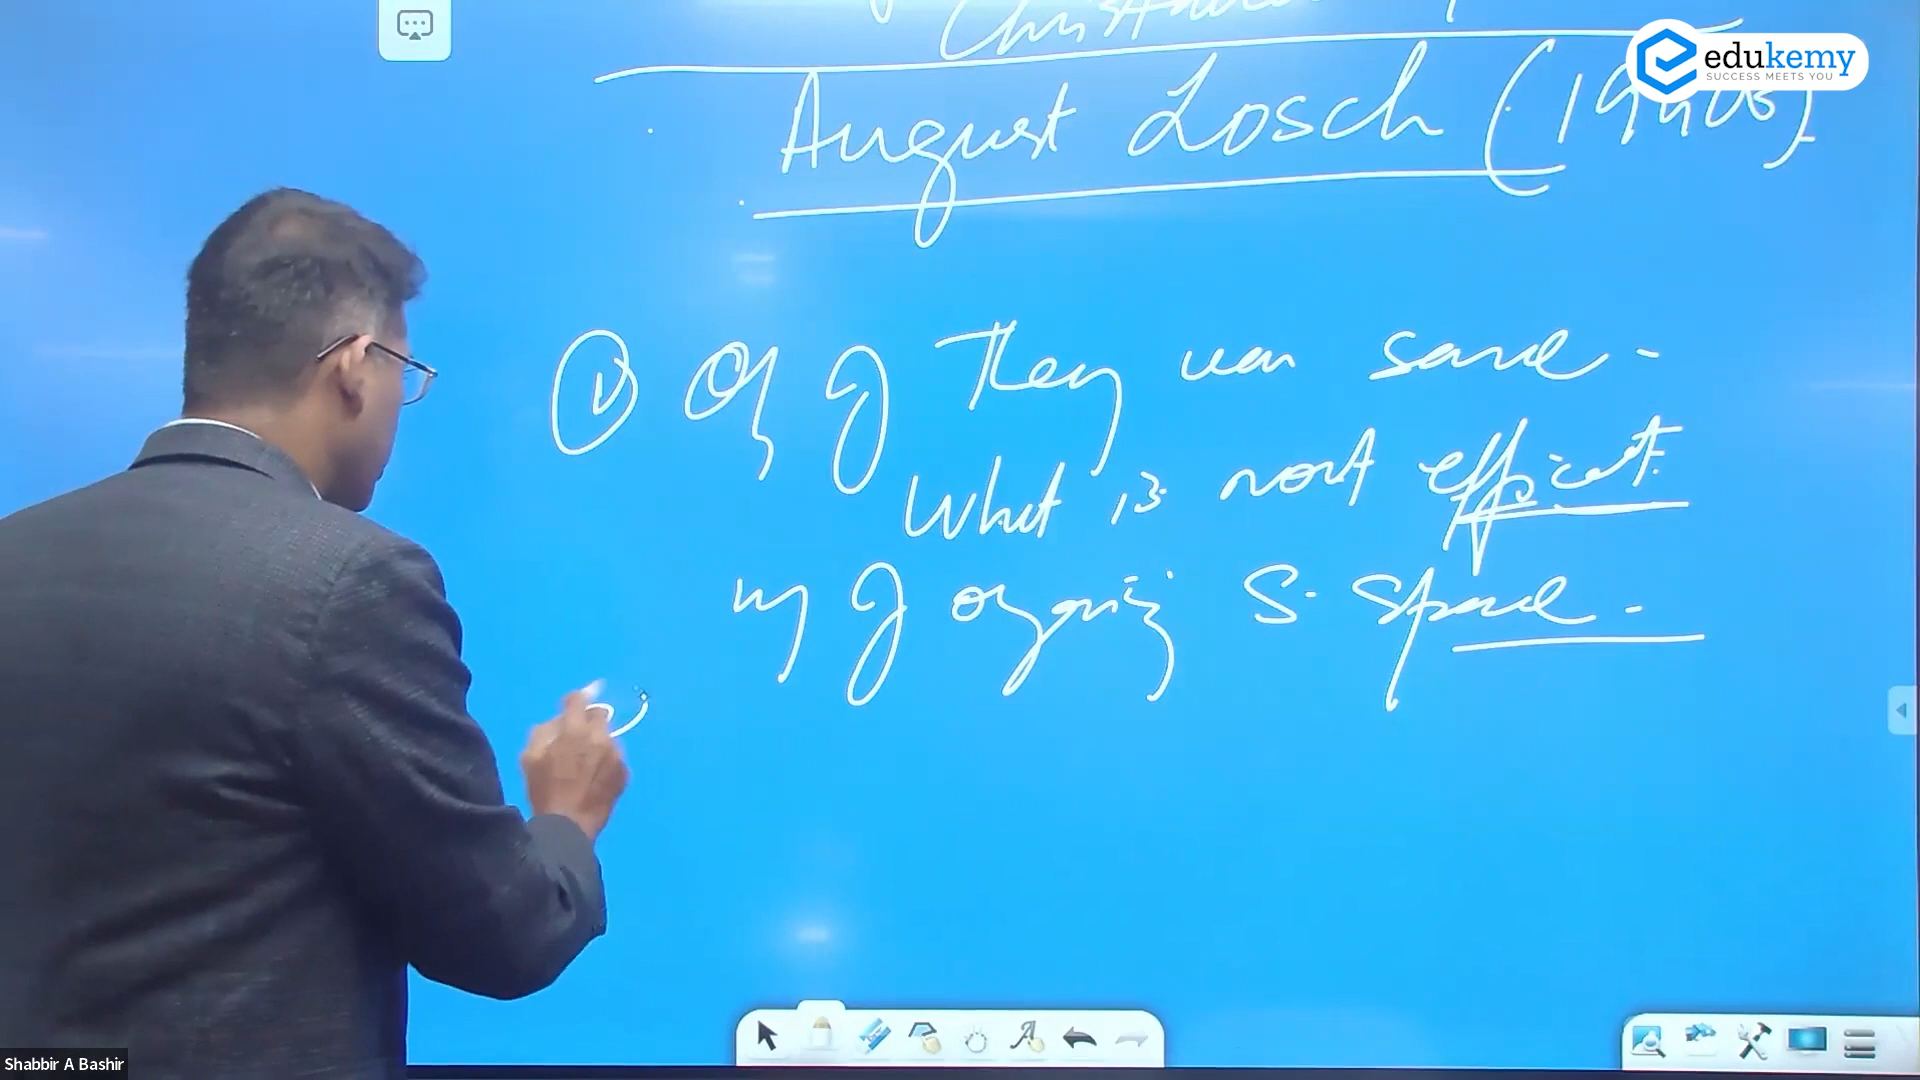 edukemy
SUCCESS MEETS YOU
August Losch (1940s)
① Obj of They was same.
What is most efficient
way of organizing S. Space.
Shabbir A Bashir